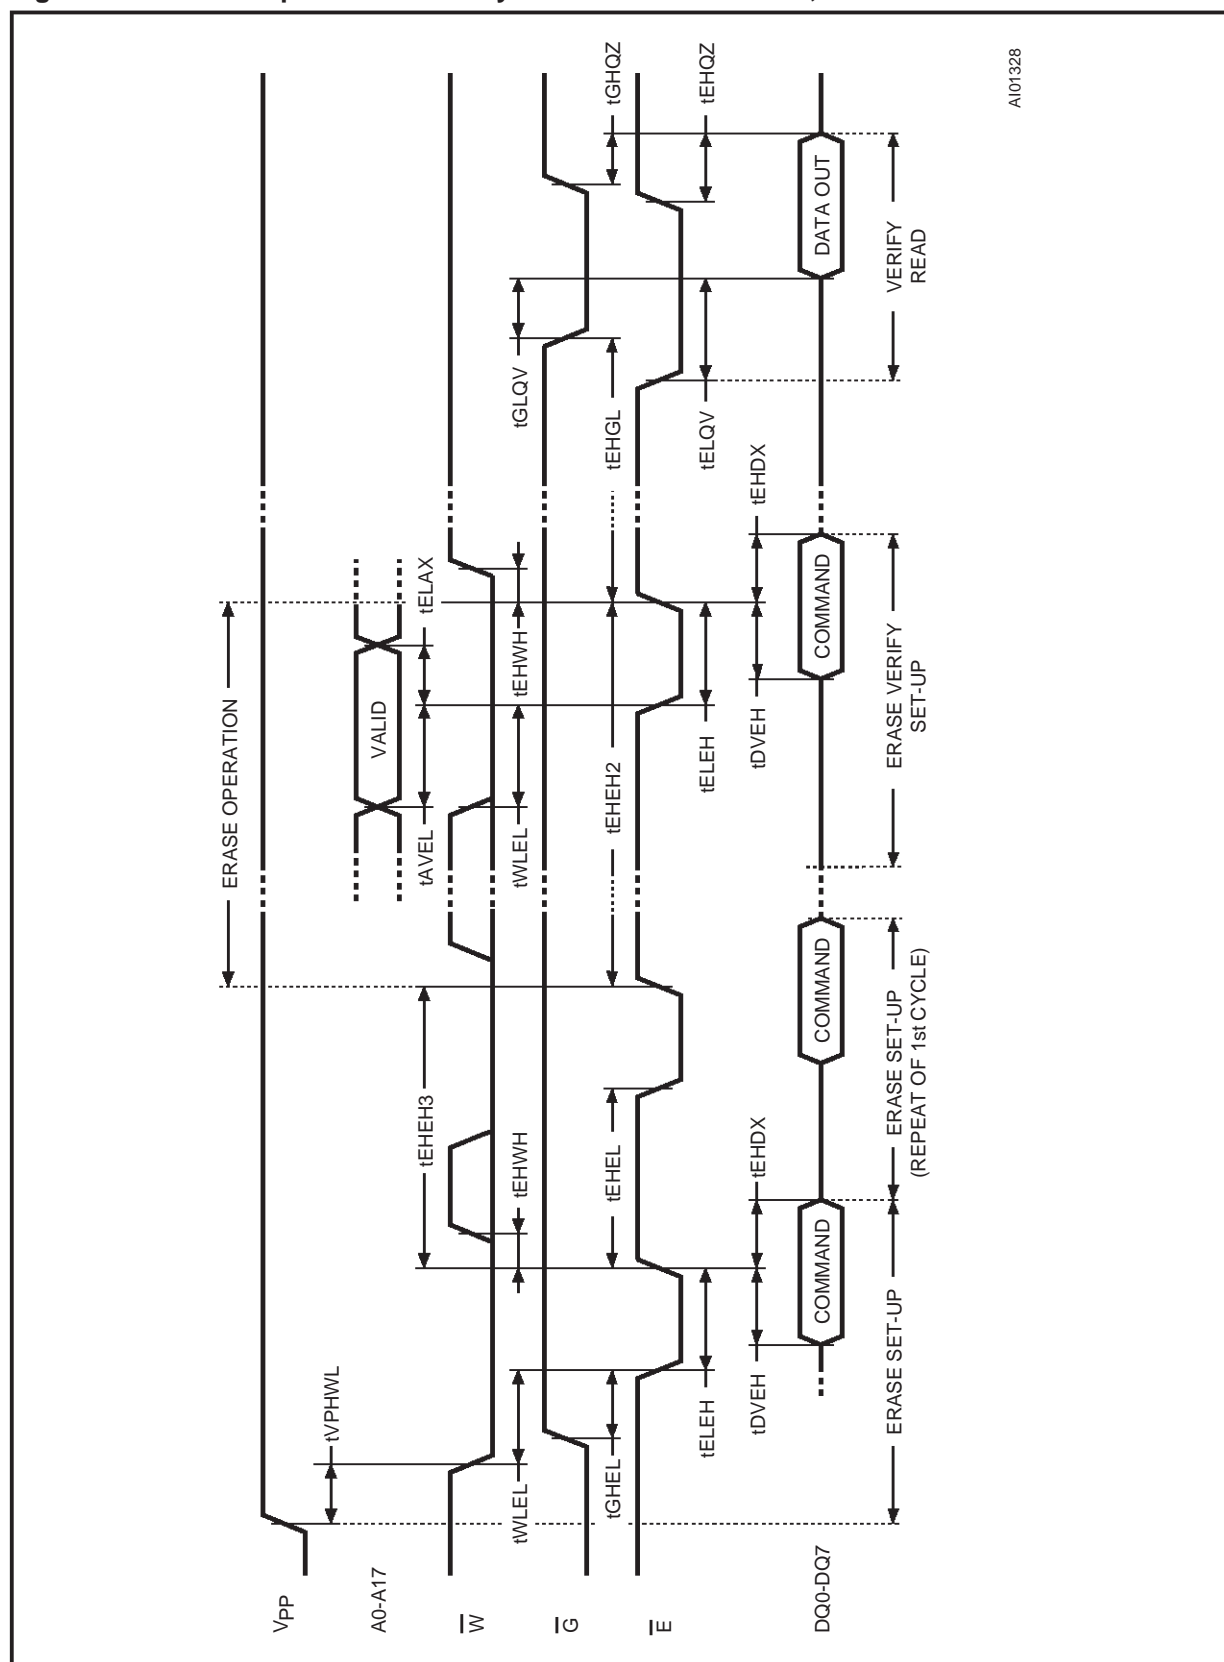 VPP
A0-A17
W
G
E
DQ0-DQ7
tVPHWL
tWLEL
tGHEL
tELEH
tDVEH
COMMAND
ERASE SET-UP
tEHEH3
tEHWH
tEHEL
tEHDX
COMMAND
ERASE SET-UP
(REPEAT OF 1st CYCLE)
ERASE OPERATION
VALID
tAVEL
tELAX
tWLEL
tEHWH
tEHEH2
tELEH
tDVEH
tEHDX
COMMAND
ERASE VERIFY
SET-UP
tGLQV
tEHGL
tELQV
tGHQZ
tEHQZ
DATA OUT
VERIFY
READ
AI01328